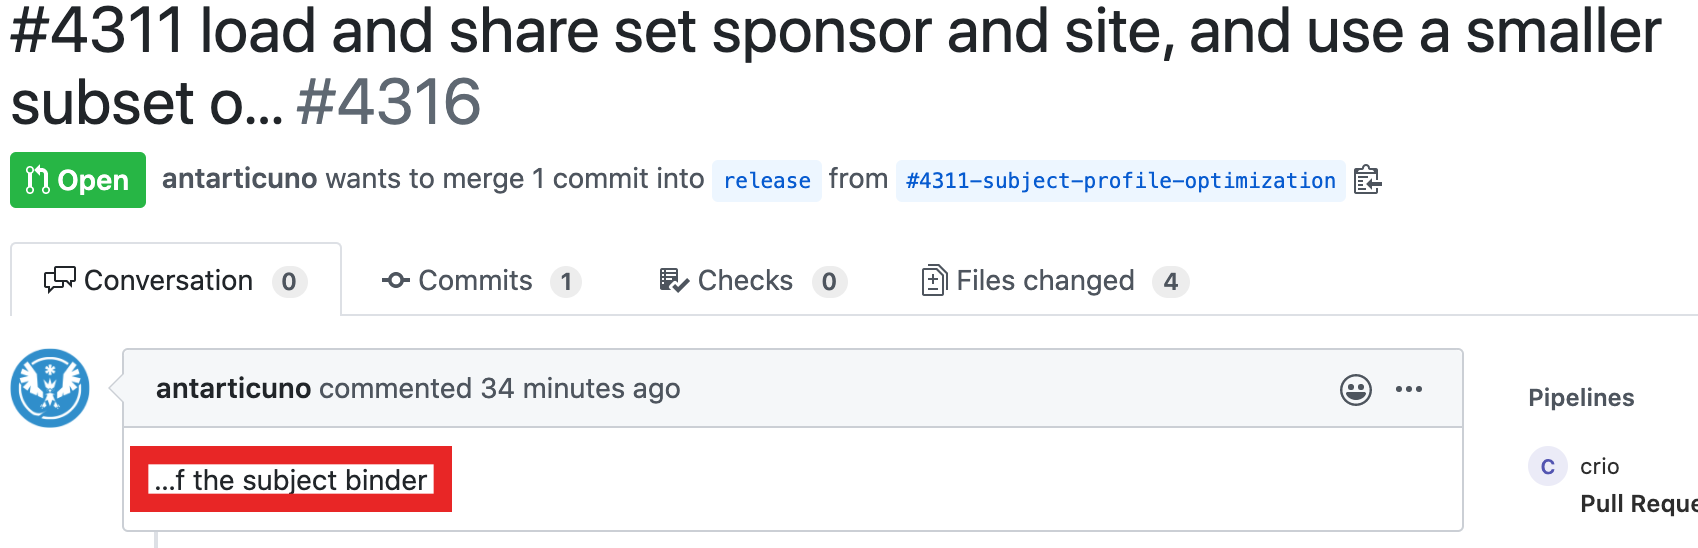 #4311 load and share set sponsor and site, and use a smaller
subset o... #4316
Open antarticuno wants to merge 1 commit into release from #4311-subject-profile-optimization
Conversation 0 Commits 1 Checks 0 Files changed 4
antarticuno commented 34 minutes ago
...f the subject binder
Pipelines
C crio
Pull Reque